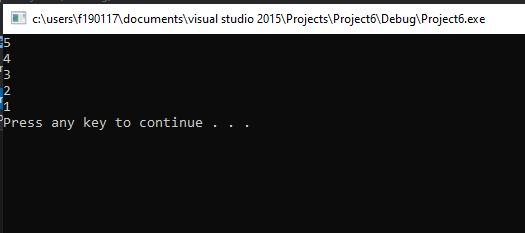 c:\users\f190117\documents\visual studio 2015\Projects\Project6\Debug\Project6.exe
5
4
3
2
1
Press any key to continue . . .